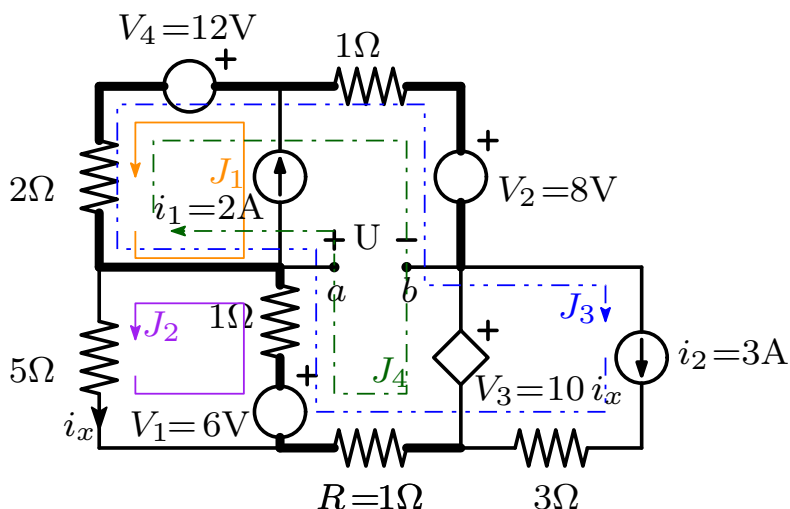 V₄=12V
+
1Ω
+
2Ω
J₁
i₁=2A
V₂=8V
+ U −
a
b
J₃
1Ω
J₂
+
5Ω
J₄
+
i₂=3A
V₃=10 iₓ
iₓ
V₁=6V
R=1Ω
3Ω